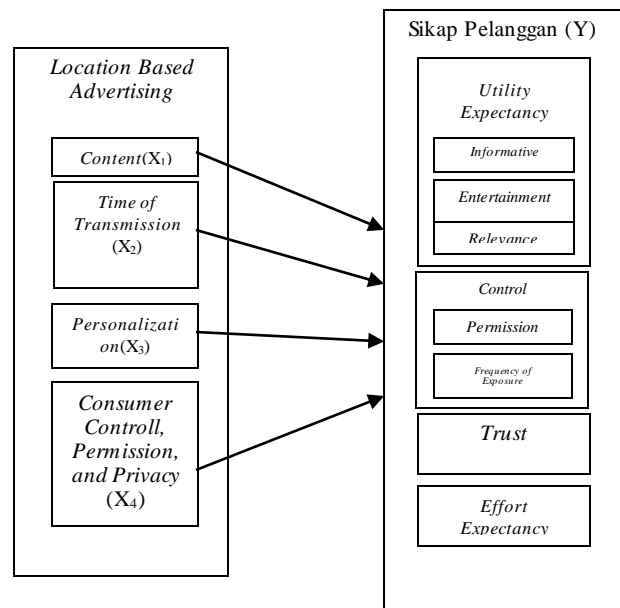 Location Based
Advertising
Content(X₁)
Time of
Transmission
(X₂)
Personalizati
on(X₃)
Consumer
Controll,
Permission,
and Privacy
(X₄)
Sikap Pelanggan (Y)
Utility
Expectancy
Informative
Entertainment
Relevance
Control
Permission
Frequency of
Exposure
Trust
Effort
Expectancy